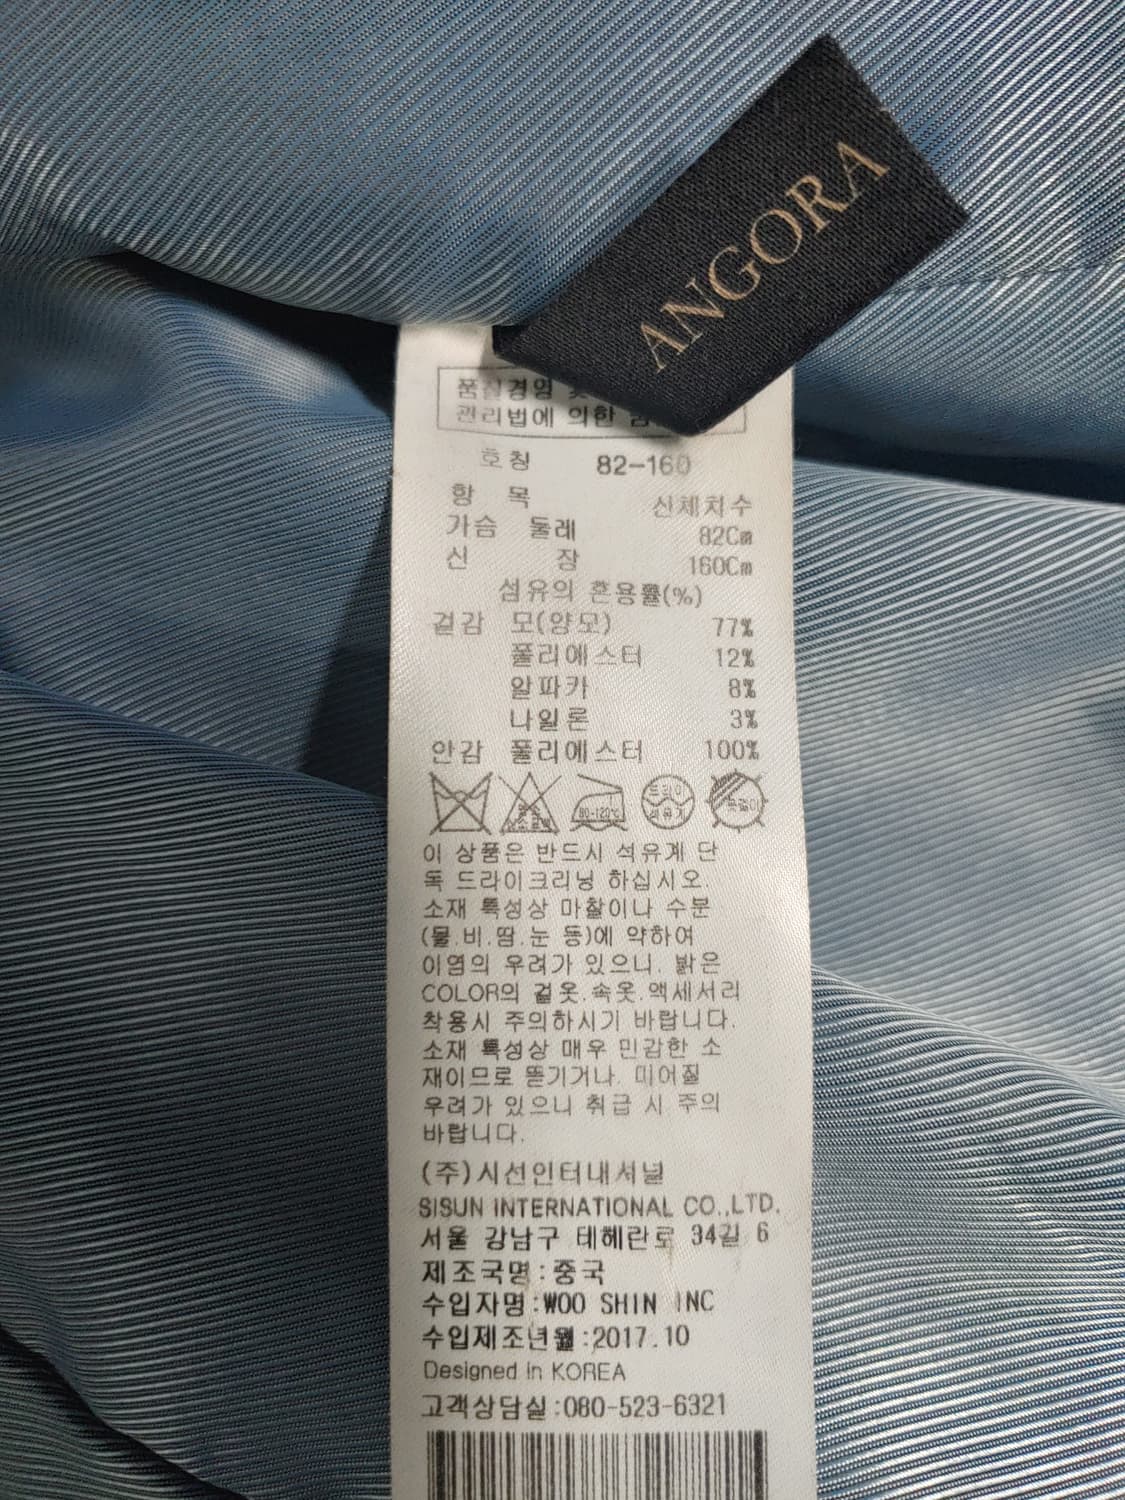 ANGORA
품질경영
관리법에 의한
호칭 82-160
항 목 신체치수
가슴 둘레 82Cm
신 장 160Cm
섬유의 혼용률(%)
겉감 모(양모) 77%
폴리에스터 12%
알파카 8%
나일론 3%
안감 폴리에스터 100%
80-120℃ 드라이 석유계 옷걸이
이 상품은 반드시 석유계 단
독 드라이크리닝 하십시오.
소재 특성상 마찰이나 수분
(물.비.땀.눈 등)에 약하여
이염의 우려가 있으니, 밝은
COLOR의 겉옷.속옷.액세서리
착용시 주의하시기 바랍니다.
소재 특성상 매우 민감한 소
재이므로 뜯기거나, 미어질
우려가 있으니 취급 시 주의
바랍니다.
(주)시선인터내셔널
SISUN INTERNATIONAL CO.,LTD.
서울 강남구 테헤란로 34길 6
제조국명:중국
수입자명:WOO SHIN INC
수입제조년월:2017.10
Designed in KOREA
고객상담실:080-523-6321